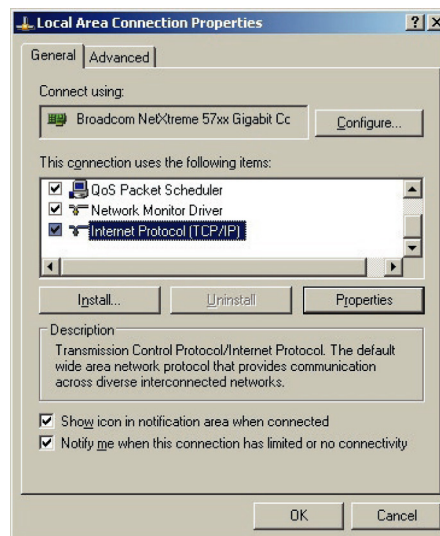 Local Area Connection Properties
General
Advanced
Connect using:
Broadcom NetXtreme 57xx Gigabit Cc
Configure...
This connection uses the following items:
QoS Packet Scheduler
Network Monitor Driver
Internet Protocol (TCP/IP)
Install...
Uninstall
Properties
Description
Transmission Control Protocol/Internet Protocol. The default
wide area network protocol that provides communication
across diverse interconnected networks.
Show icon in notification area when connected
Notify me when this connection has limited or no connectivity
OK
Cancel